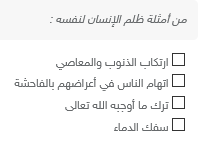 من أمثلة ظلم الإنسان لنفسه :
ارتكاب الذنوب والمعاصي
اتهام الناس في أعراضهم بالفاحشة
ترك ما أوجبه الله تعالى
سفك الدماء